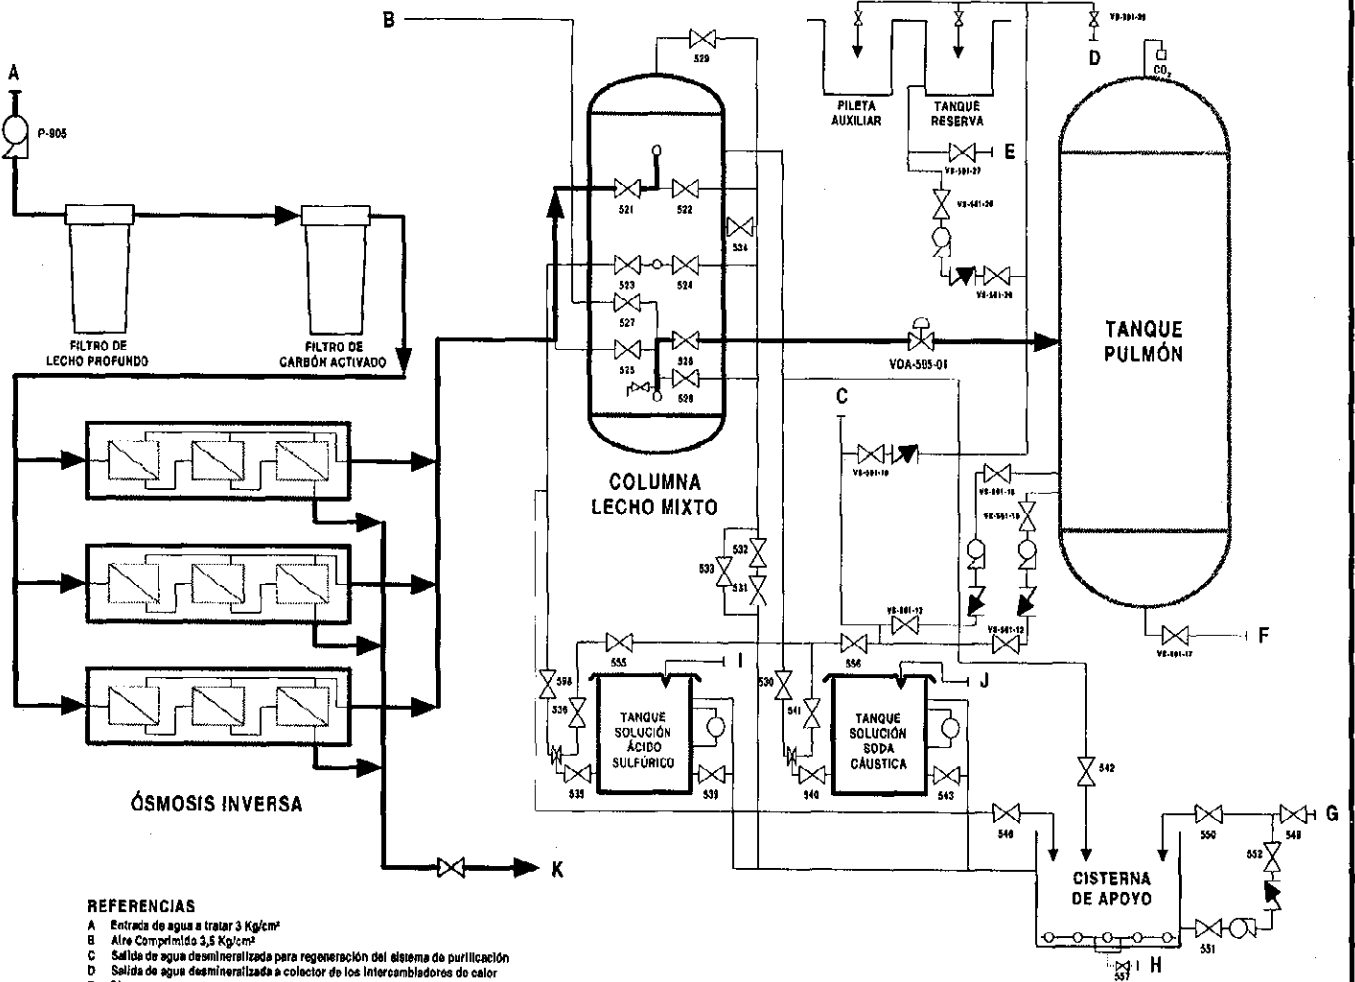 A
P-805
FILTRO DE
LECHO PROFUNDO
FILTRO DE
CARBÓN ACTIVADO
ÓSMOSIS INVERSA
K
B
529
521
522
534
523
524
527
525
528
COLUMNA
LECHO MIXTO
532
533
531
PILETA
AUXILIAR
TANQUE
RESERVA
D
E
CO₂
VOA-595-01
TANQUE
PULMÓN
C
F
555
556
536
535
539
I
TANQUE
SOLUCIÓN
ÁCIDO
SULFÚRICO
530
541
540
543
J
TANQUE
SOLUCIÓN
SODA
CÁUSTICA
542
546
550
G
552
551
CISTERNA
DE APOYO
H
557
REFERENCIAS
A Entrada de agua a tratar 3 Kg/cm²
B Aire Comprimido 3,5 Kg/cm²
C Salida de agua desmineralizada para regeneración del sistema de purificación
D Salida de agua desmineralizada a colector de los intercambiadores de calor